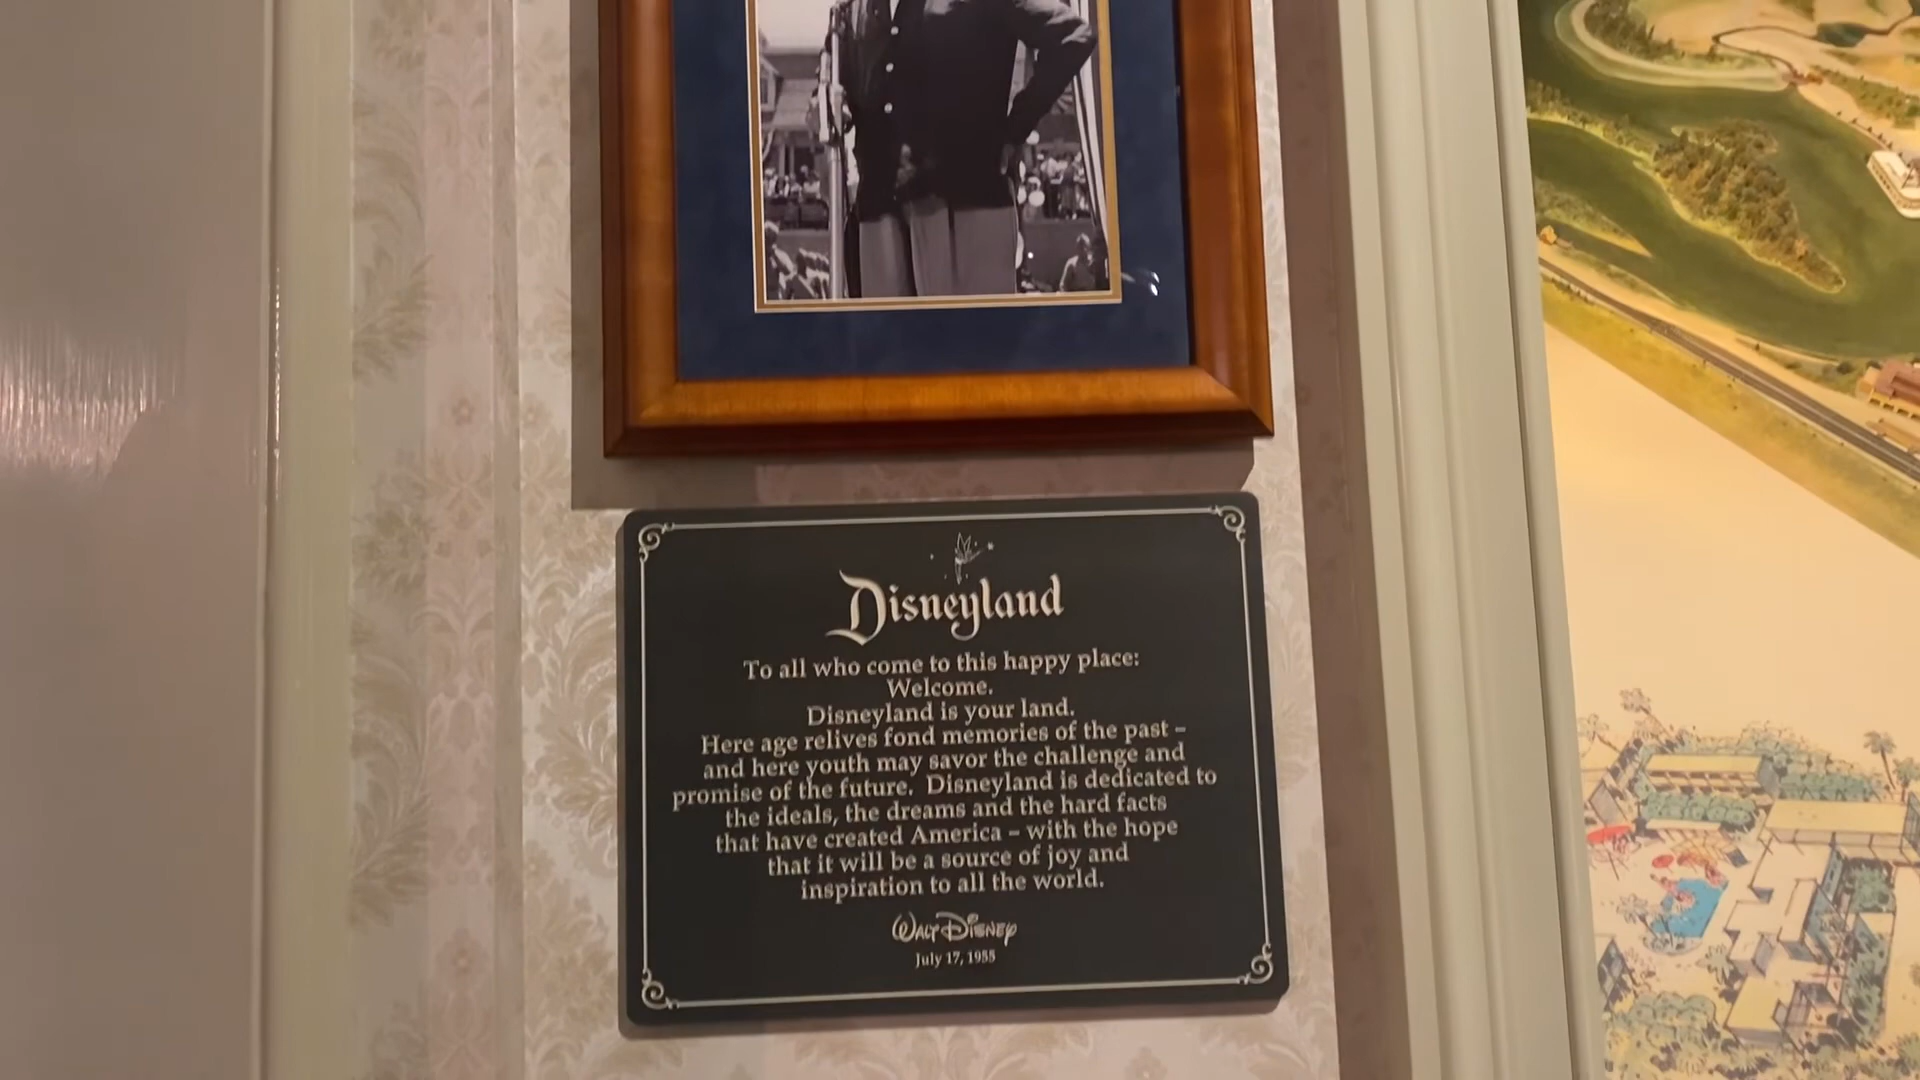 Disneyland
To all who come to this happy place:
Welcome.
Disneyland is your land.
Here age relives fond memories of the past –
and here youth may savor the challenge and
promise of the future. Disneyland is dedicated to
the ideals, the dreams and the hard facts
that have created America – with the hope
that it will be a source of joy and
inspiration to all the world.
Walt Disney
July 17, 1955